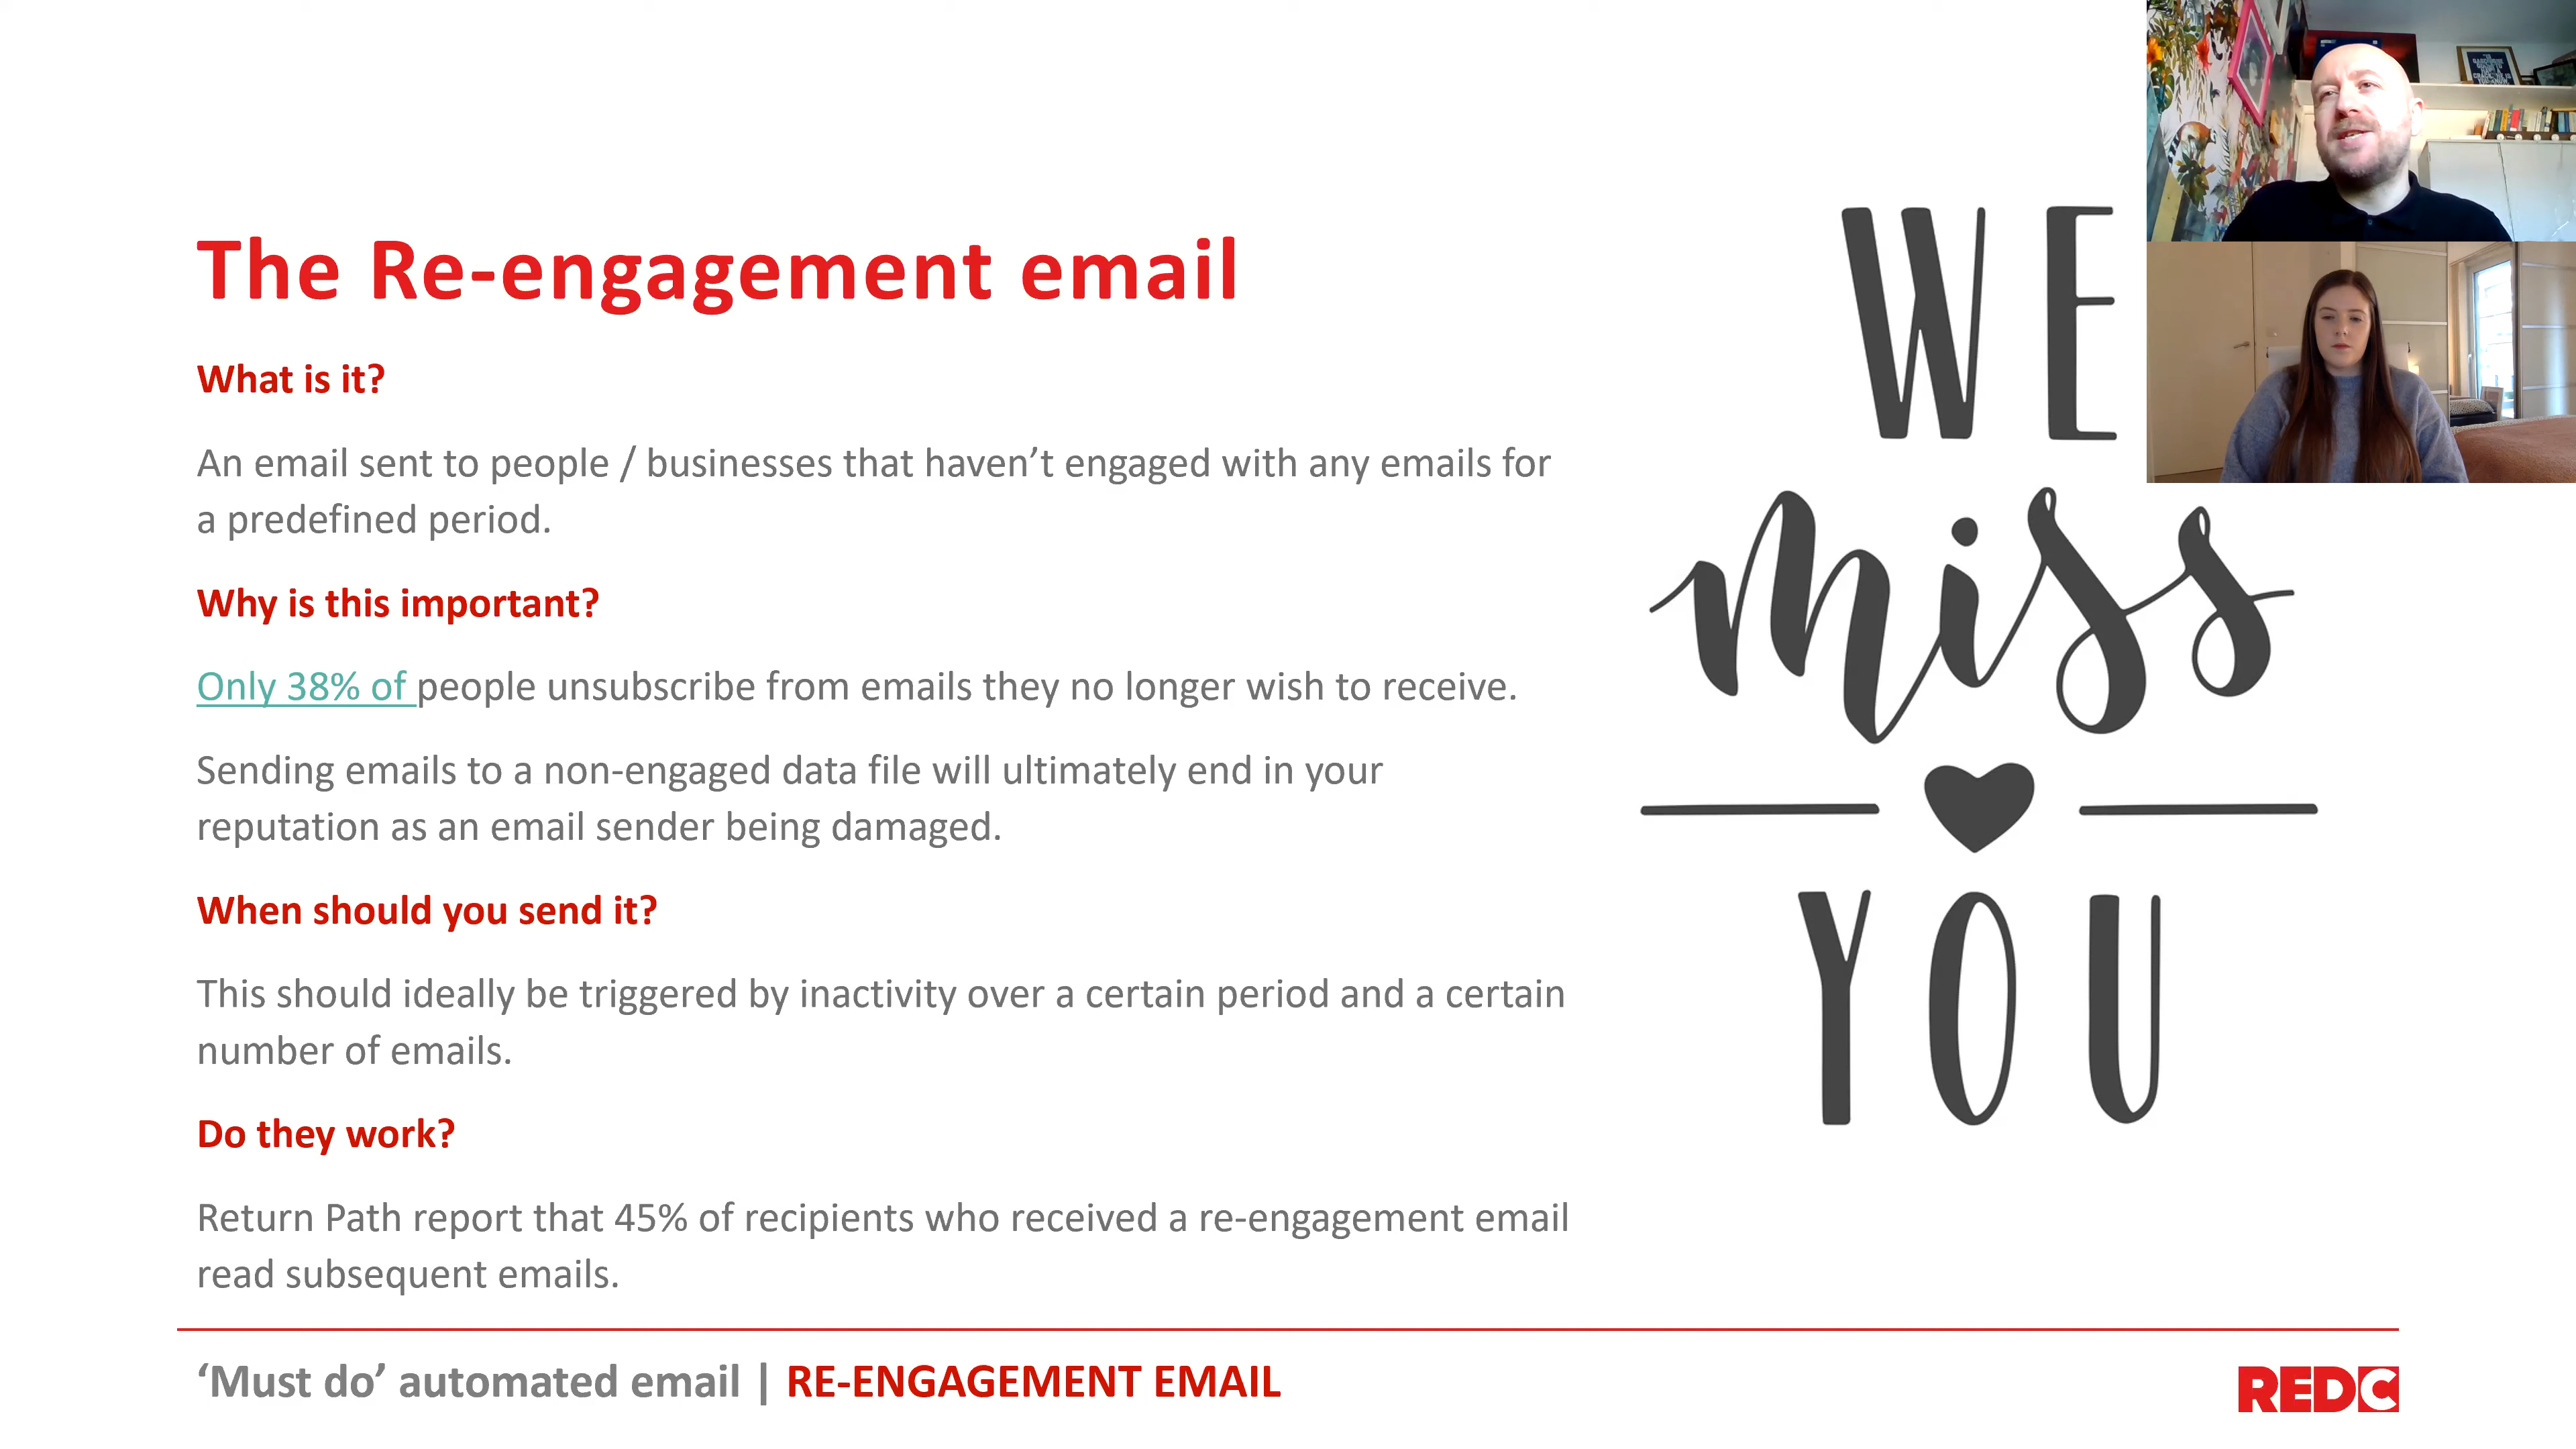 The Re-engagement email
What is it?
An email sent to people / businesses that haven’t engaged with any emails for
a predefined period.
Why is this important?
Only 38% of people unsubscribe from emails they no longer wish to receive.
Sending emails to a non-engaged data file will ultimately end in your
reputation as an email sender being damaged.
When should you send it?
This should ideally be triggered by inactivity over a certain period and a certain
number of emails.
Do they work?
Return Path report that 45% of recipients who received a re-engagement email
read subsequent emails.
WE
miss
YOU
‘Must do’ automated email | RE-ENGAGEMENT EMAIL
REDC